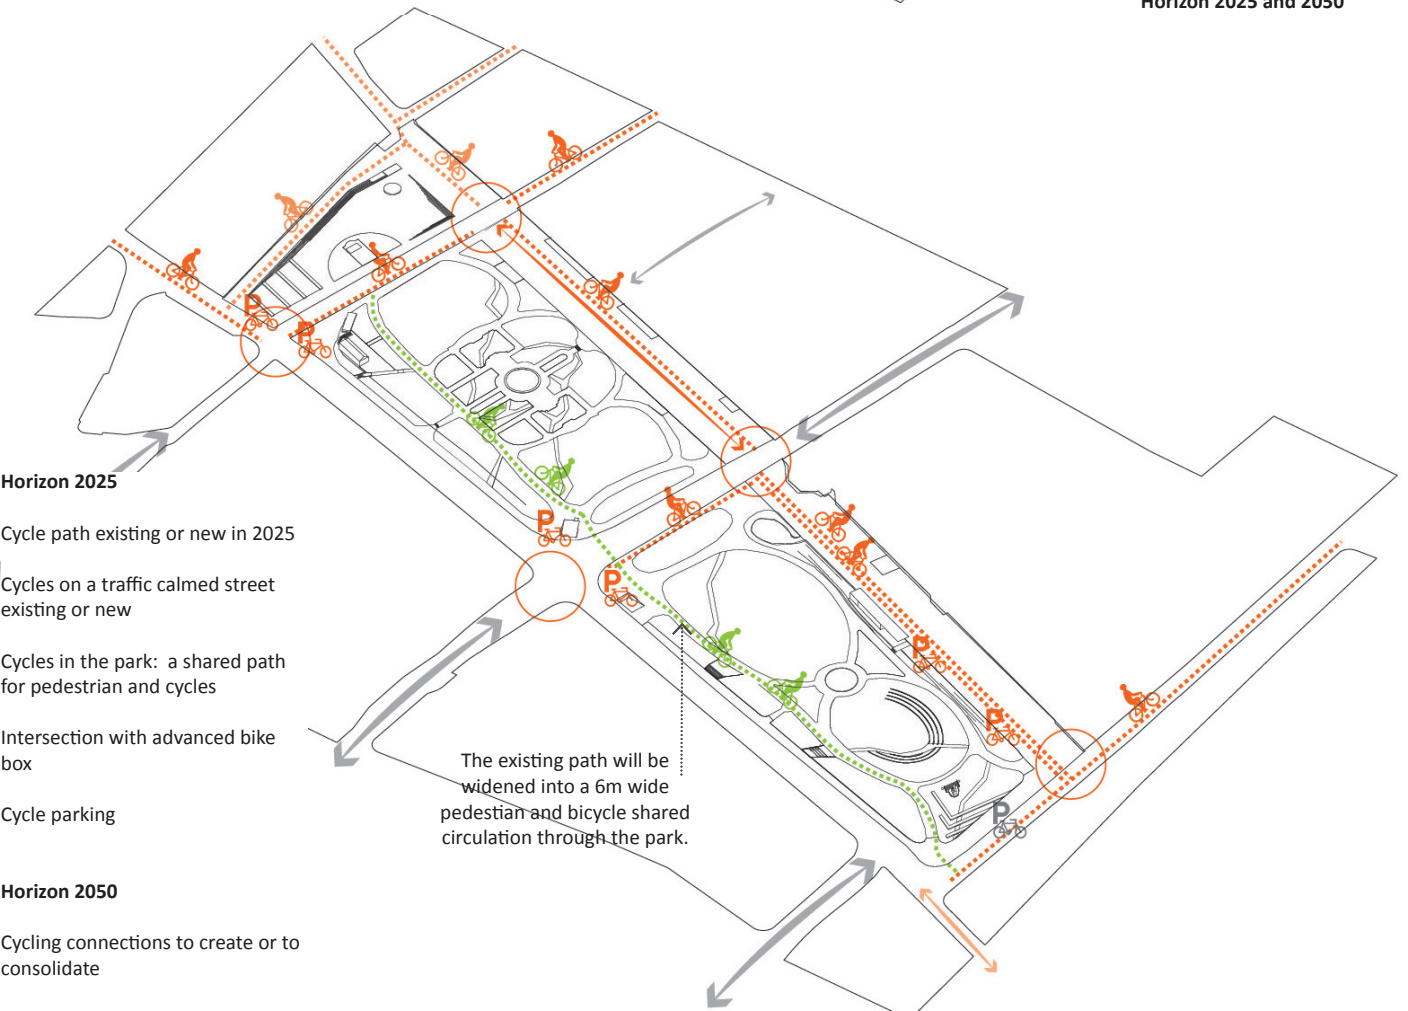 Horizon 2025 and 2050
P
P
Horizon 2025
Cycle path existing or new in 2025
Cycles on a traffic calmed street
existing or new
Cycles in the park:  a shared path
for pedestrian and cycles
Intersection with advanced bike
box
Cycle parking
Horizon 2050
Cycling connections to create or to
consolidate
P
P
P
P
P
The existing path will be
widened into a 6m wide
pedestian and bicycle shared
circulation through the park.